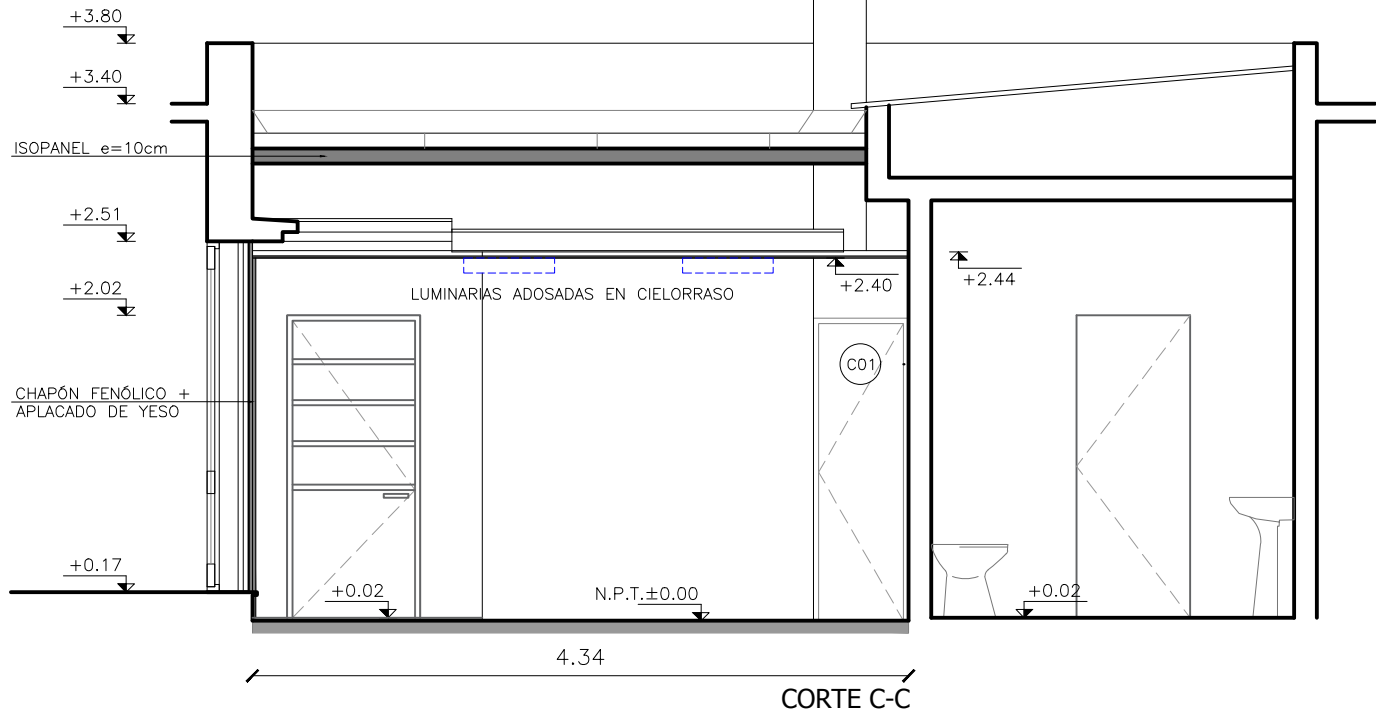 +3.80
+3.40
ISOPANEL e=10cm
+2.51
+2.40
+2.44
+2.02
LUMINARIAS ADOSADAS EN CIELORRASO
C01
CHAPÓN FENÓLICO +
APLACADO DE YESO
+0.17
+0.02
N.P.T.±0.00
+0.02
4.34
CORTE C-C